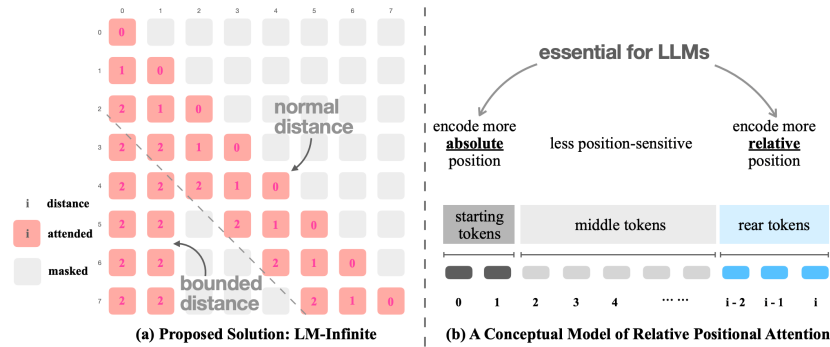 0 1 2 3 4 5 6 7
0 0
1 1 0
2 2 1 0
normal
distance
3 2 2 1 0
4 2 2 2 1 0
i distance
5 2 2 2 1 0
i attended
6 2 2 2 1 0
masked
bounded
distance
7 2 2 2 1 0
(a) Proposed Solution: LM-Infinite
essential for LLMs
encode more
absolute
position
less position-sensitive
encode more
relative
position
starting
tokens
middle tokens
rear tokens
0 1 2 3 4 ... ... i - 2 i - 1 i
(b) A Conceptual Model of Relative Positional Attention